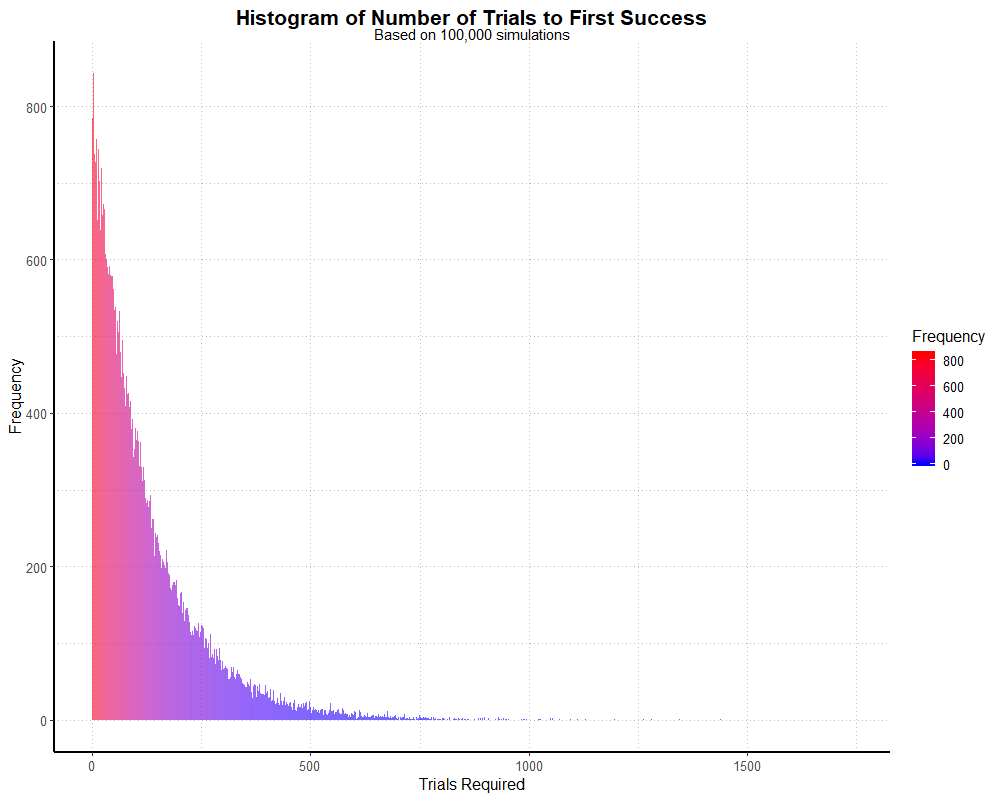 Histogram of Number of Trials to First Success
Based on 100,000 simulations
Frequency
800
600
400
200
0
0 500 1000 1500
Trials Required
Frequency
800
600
400
200
0